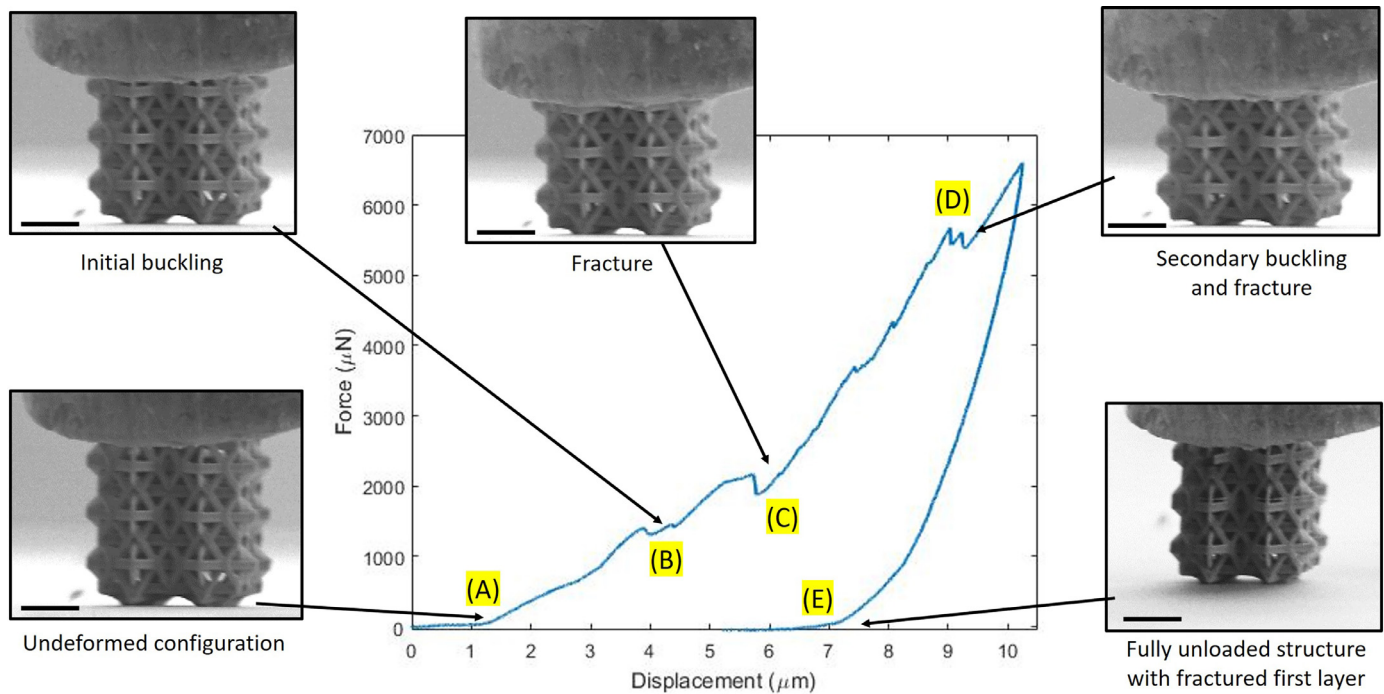 Initial buckling
Fracture
Secondary buckling
and fracture
Undeformed configuration
Fully unloaded structure
with fractured first layer
Force (μN)
7000
6000
5000
4000
3000
2000
1000
0
(A)
(B)
(C)
(D)
(E)
0 1 2 3 4 5 6 7 8 9 10
Displacement (μm)